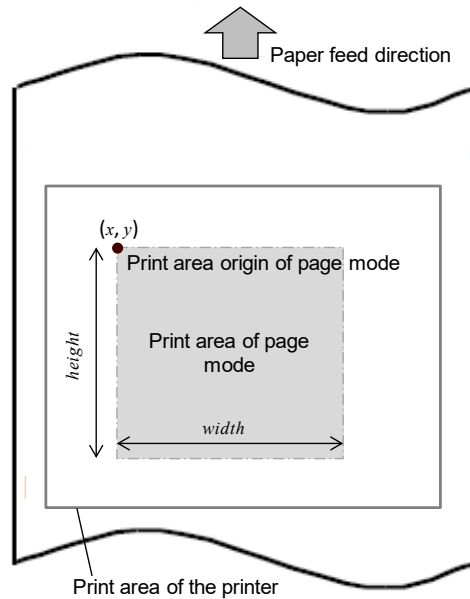 Paper feed direction
(x, y)
Print area origin of page mode
Print area of page
mode
height
width
Print area of the printer